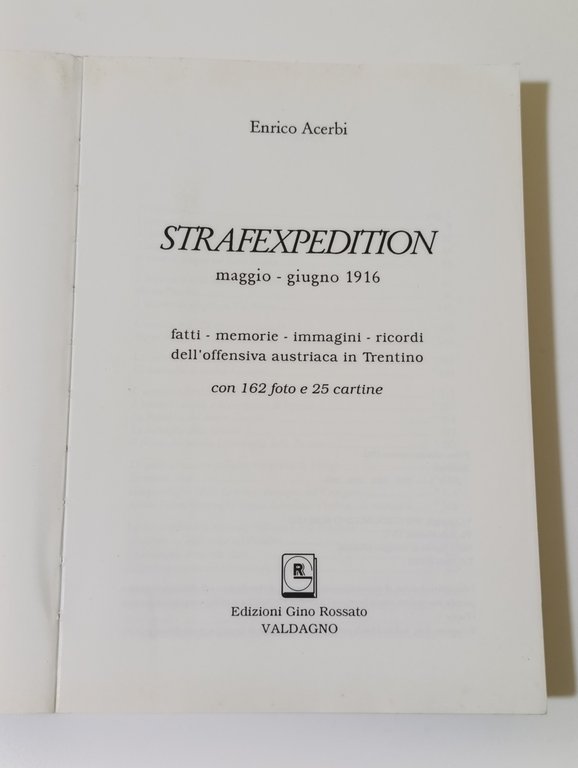 Enrico Acerbi
STRAFEXPEDITION
maggio - giugno 1916
fatti - memorie - immagini - ricordi
dell'offensiva austriaca in Trentino
con 162 foto e 25 cartine
R
Edizioni Gino Rossato
VALDAGNO